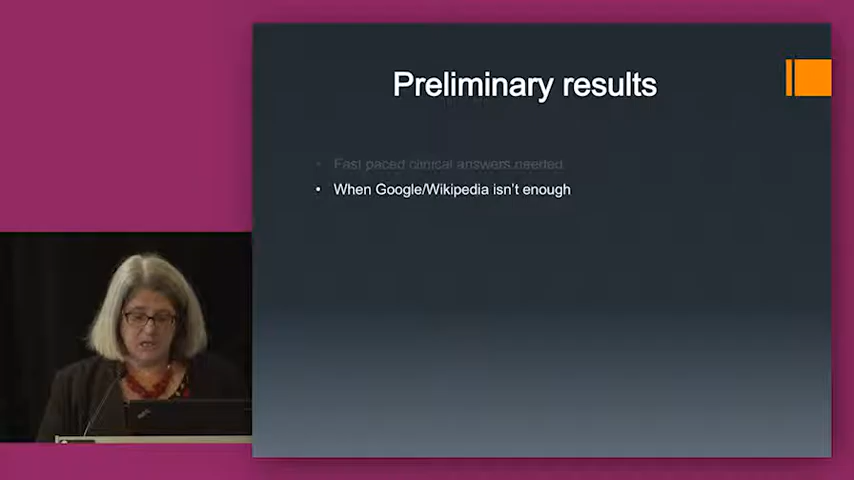 Preliminary results
• Fast paced clinical answers needed
• When Google/Wikipedia isn't enough